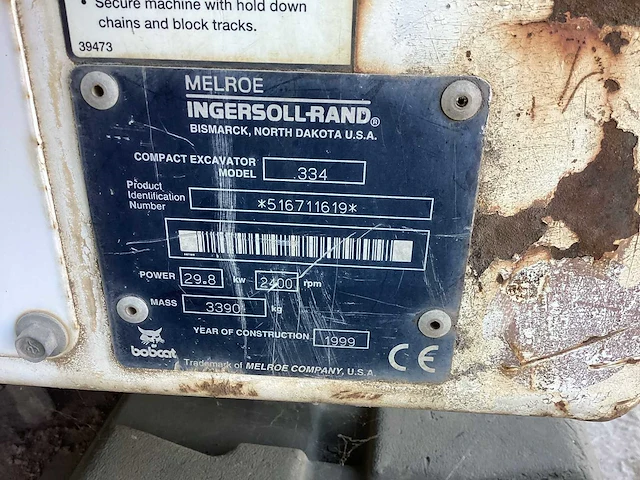 • Secure machine with hold down
chains and block tracks.
39473
MELROE
INGERSOLL-RAND®
BISMARCK, NORTH DAKOTA U.S.A.
COMPACT EXCAVATOR
MODEL 334
Product
Identification
Number *516711619*
POWER 29.8 kw 2400 rpm
MASS 3390 kg
YEAR OF CONSTRUCTION 1999
bobcat
CE
Trademark of MELROE COMPANY, U.S.A.